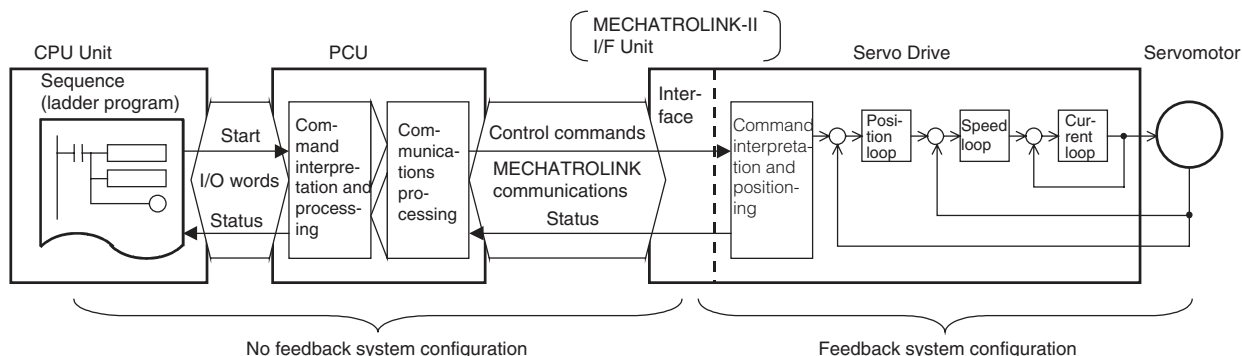 MECHATROLINK-II
I/F Unit
CPU Unit
PCU
Servo Drive
Servomotor
Sequence
(ladder program)
Start
I/O words
Status
Com-
mand
interpre-
tation and
process-
ing
Com-
munica-
tions
pro-
cessing
Control commands
MECHATROLINK
communications
Status
Inter-
face
Command
interpreta-
tion and
position-
ing
Posi-
tion
loop
Speed
loop
Cur-
rent
loop
No feedback system configuration
Feedback system configuration